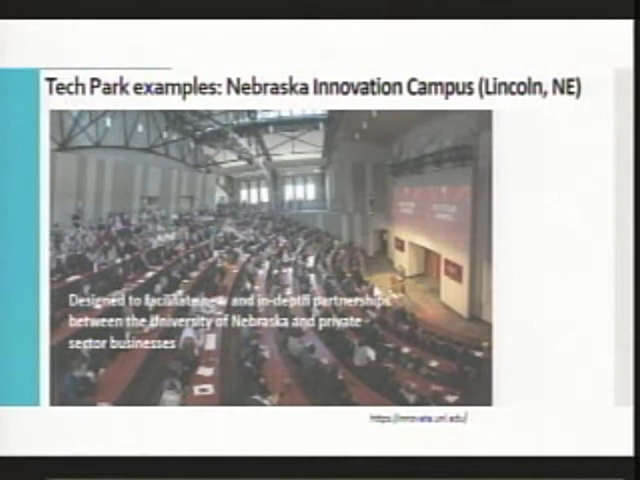 Tech Park examples: Nebraska Innovation Campus (Lincoln, NE)
Designed to facilitate new and in-depth partnerships
between the University of Nebraska and private
sector businesses
https://innovate.unl.edu/